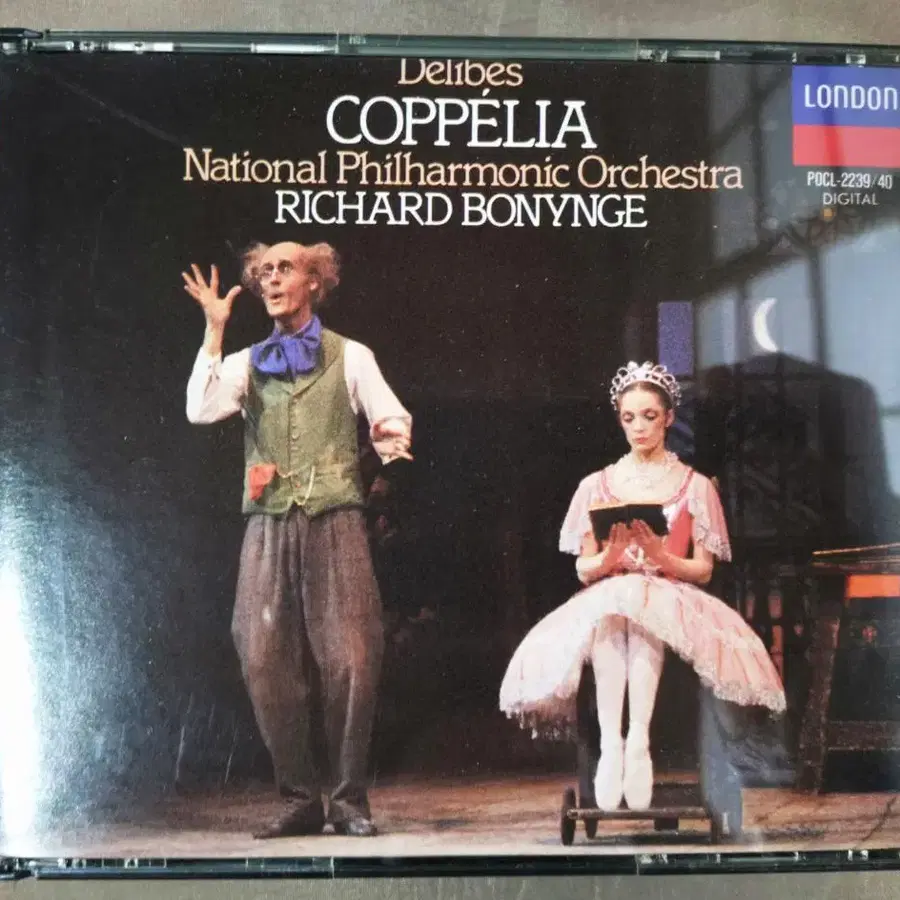 Delibes
COPPÉLIA
National Philharmonic Orchestra
RICHARD BONYNGE
LONDON
POCL-2239/40
DIGITAL